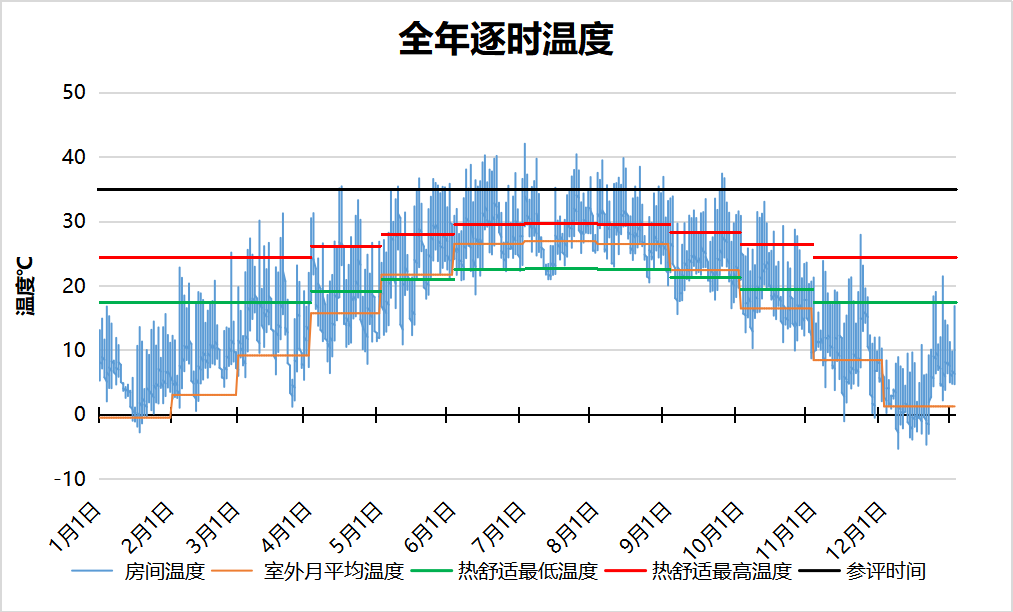 全年逐时温度
温度℃
50
40
30
20
10
0
-10
1月1日
2月1日
3月1日
4月1日
5月1日
6月1日
7月1日
8月1日
9月1日
10月1日
11月1日
12月1日
房间温度 室外月平均温度 热舒适最低温度 热舒适最高温度 参评时间